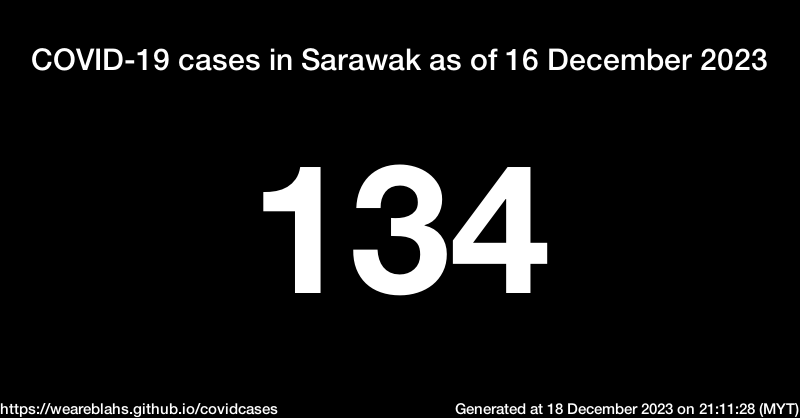 COVID-19 cases in Sarawak as of 16 December 2023
134
https://weareblahs.github.io/covidcases
Generated at 18 December 2023 on 21:11:28 (MYT)